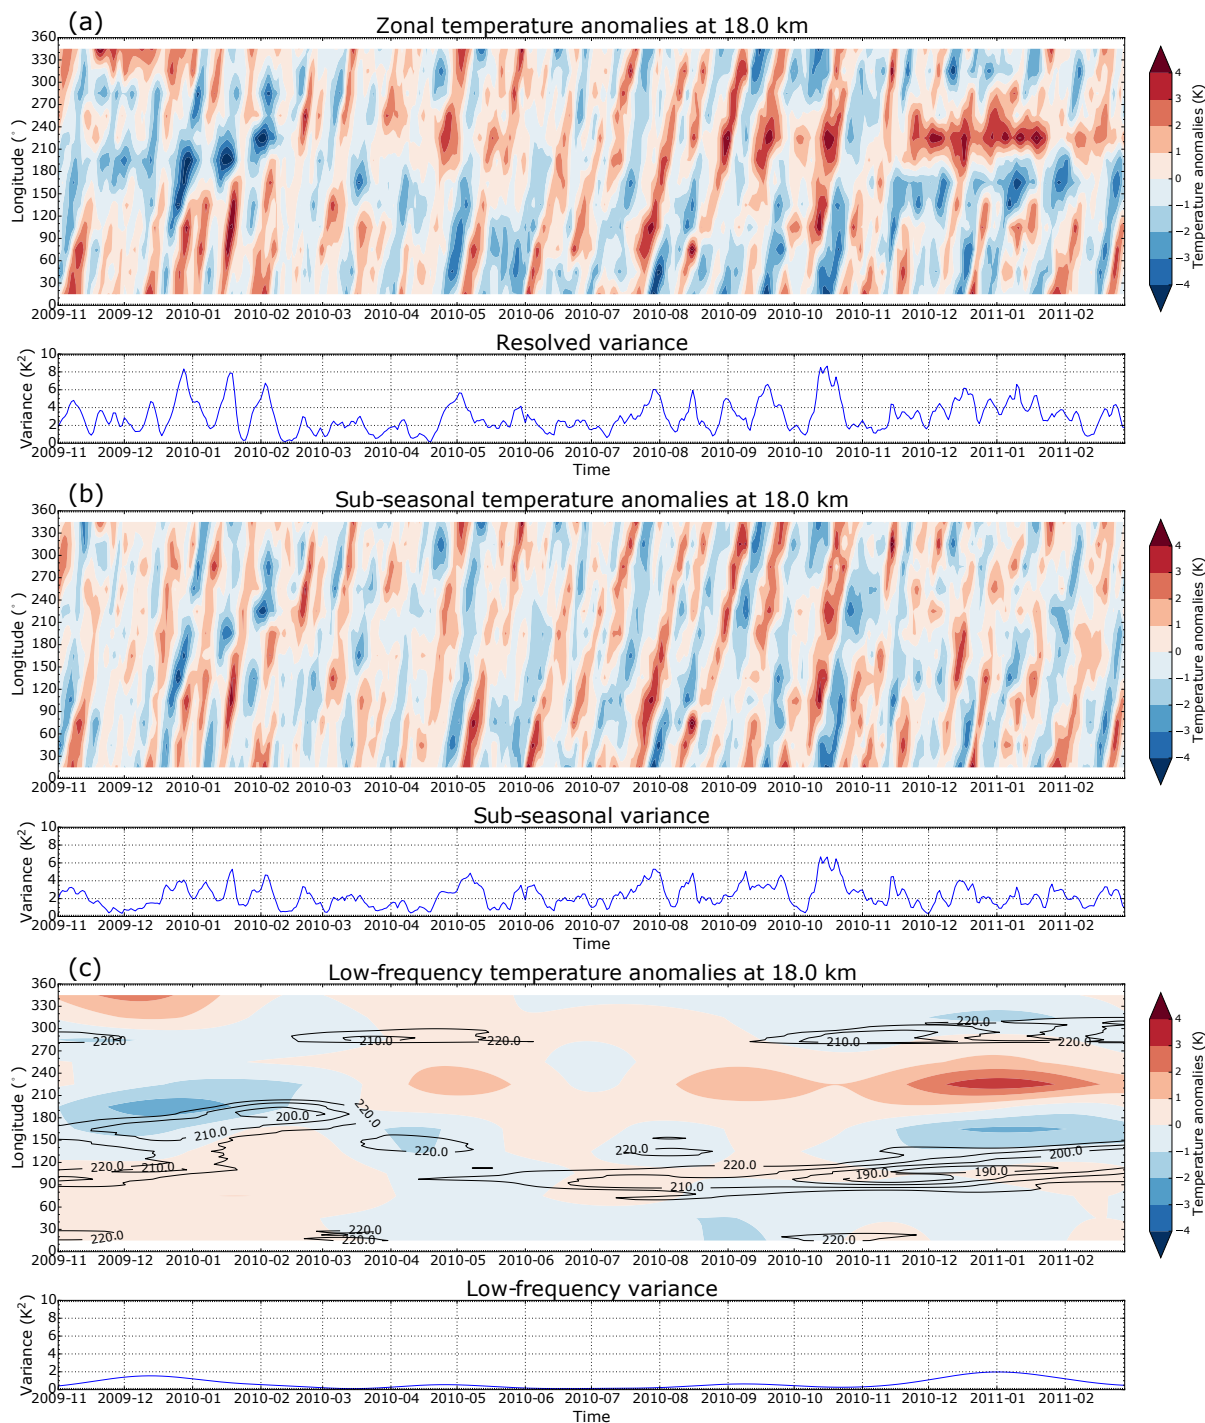 (a)
Zonal temperature anomalies at 18.0 km
360
330
300
270
240
210
180
150
120
90
60
30
0
Longitude (°)
2009-11 2009-12 2010-01 2010-02 2010-03 2010-04 2010-05 2010-06 2010-07 2010-08 2010-09 2010-10 2010-11 2010-12 2011-01 2011-02
4
3
2
1
0
−1
−2
−3
−4
Temperature anomalies (K)
Resolved variance
10
8
6
4
2
0
Variance (K²)
2009-11 2009-12 2010-01 2010-02 2010-03 2010-04 2010-05 2010-06 2010-07 2010-08 2010-09 2010-10 2010-11 2010-12 2011-01 2011-02
Time
(b)
Sub-seasonal temperature anomalies at 18.0 km
360
330
300
270
240
210
180
150
120
90
60
30
0
Longitude (°)
2009-11 2009-12 2010-01 2010-02 2010-03 2010-04 2010-05 2010-06 2010-07 2010-08 2010-09 2010-10 2010-11 2010-12 2011-01 2011-02
4
3
2
1
0
−1
−2
−3
−4
Temperature anomalies (K)
Sub-seasonal variance
10
8
6
4
2
0
Variance (K²)
2009-11 2009-12 2010-01 2010-02 2010-03 2010-04 2010-05 2010-06 2010-07 2010-08 2010-09 2010-10 2010-11 2010-12 2011-01 2011-02
Time
(c)
Low-frequency temperature anomalies at 18.0 km
360
330
300
270
240
210
180
150
120
90
60
30
0
Longitude (°)
220.0 210.0 220.0 210.0 220.0 220.0
220.0 200.0
210.0 220.0 220.0 200.0
220.0 210.0 220.0 190.0 190.0
210.0
220.0 220.0 220.0 220.0
2009-11 2009-12 2010-01 2010-02 2010-03 2010-04 2010-05 2010-06 2010-07 2010-08 2010-09 2010-10 2010-11 2010-12 2011-01 2011-02
4
3
2
1
0
−1
−2
−3
−4
Temperature anomalies (K)
Low-frequency variance
10
8
6
4
2
0
Variance (K²)
2009-11 2009-12 2010-01 2010-02 2010-03 2010-04 2010-05 2010-06 2010-07 2010-08 2010-09 2010-10 2010-11 2010-12 2011-01 2011-02
Time